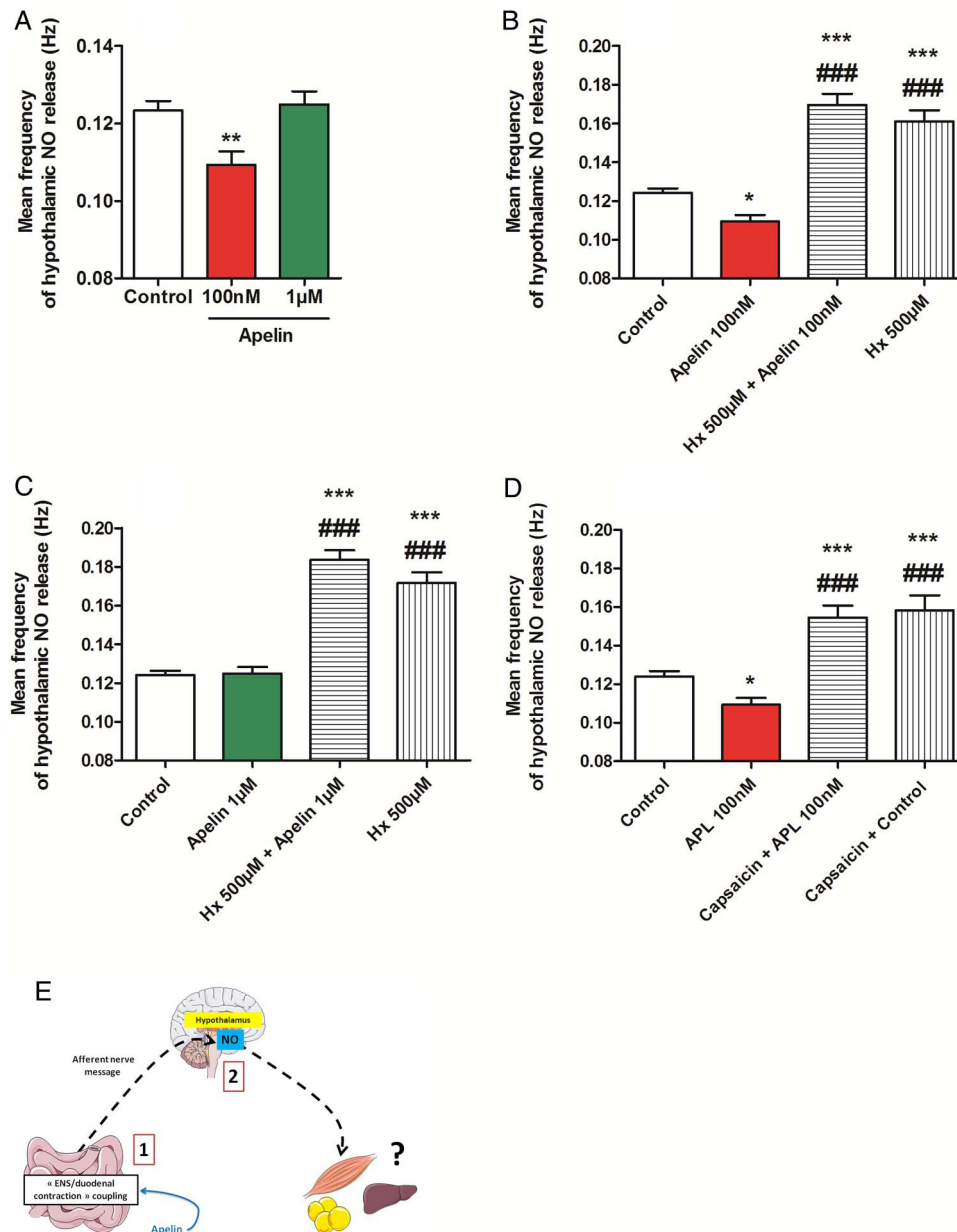 A
Mean frequency
of hypothalamic NO release (Hz)
0.14
0.12
0.10
0.08
**
Control
100nM
1µM
Apelin
B
Mean frequency
of hypothalamic NO release (Hz)
0.20
0.18
0.16
0.14
0.12
0.10
0.08
*
***
###
***
###
Control
Apelin 100nM
Hx 500µM + Apelin 100nM
Hx 500µM
C
Mean frequency
of hypothalamic NO release (Hz)
0.20
0.18
0.16
0.14
0.12
0.10
0.08
***
###
***
###
Control
Apelin 1µM
Hx 500µM + Apelin 1µM
Hx 500µM
D
Mean frequency
of hypothalamic NO release (Hz)
0.20
0.18
0.16
0.14
0.12
0.10
0.08
*
***
###
***
###
Control
APL 100nM
Capsaicin + APL 100nM
Capsaicin + Control
E
Hypothalamus
NO
Afferent nerve
message
2
1
« ENS/duodenal
contraction » coupling
?
Apelin